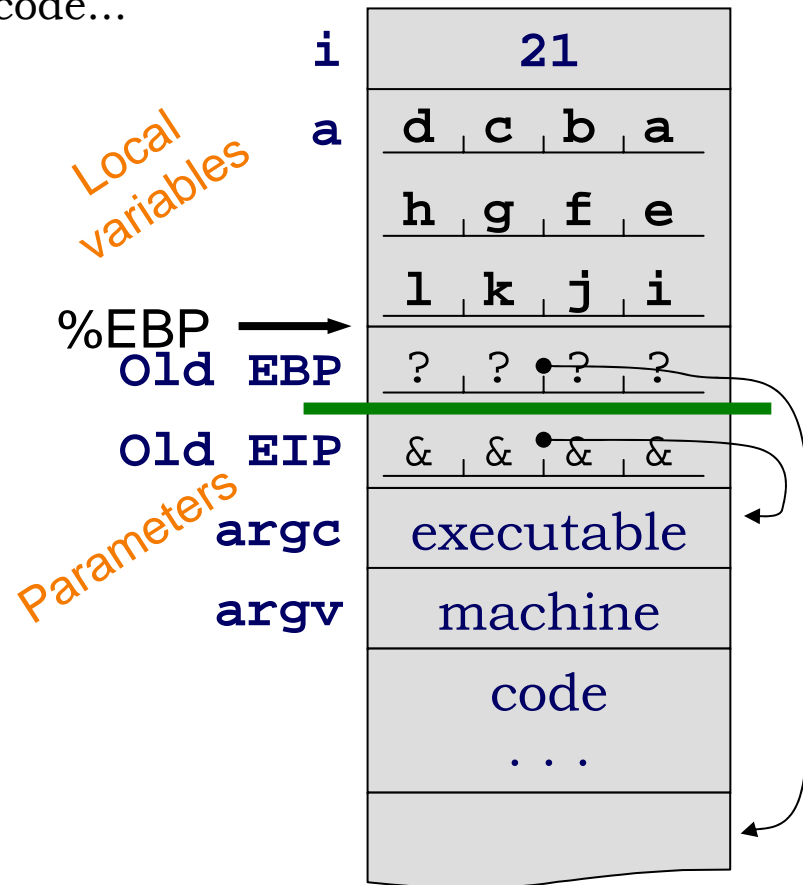 code...
i 21
a d c b a
Local
variables
h g f e
l k j i
%EBP
Old EBP ? ? ? ?
Old EIP & & & &
Parameters
argc executable
argv machine
code
. . .